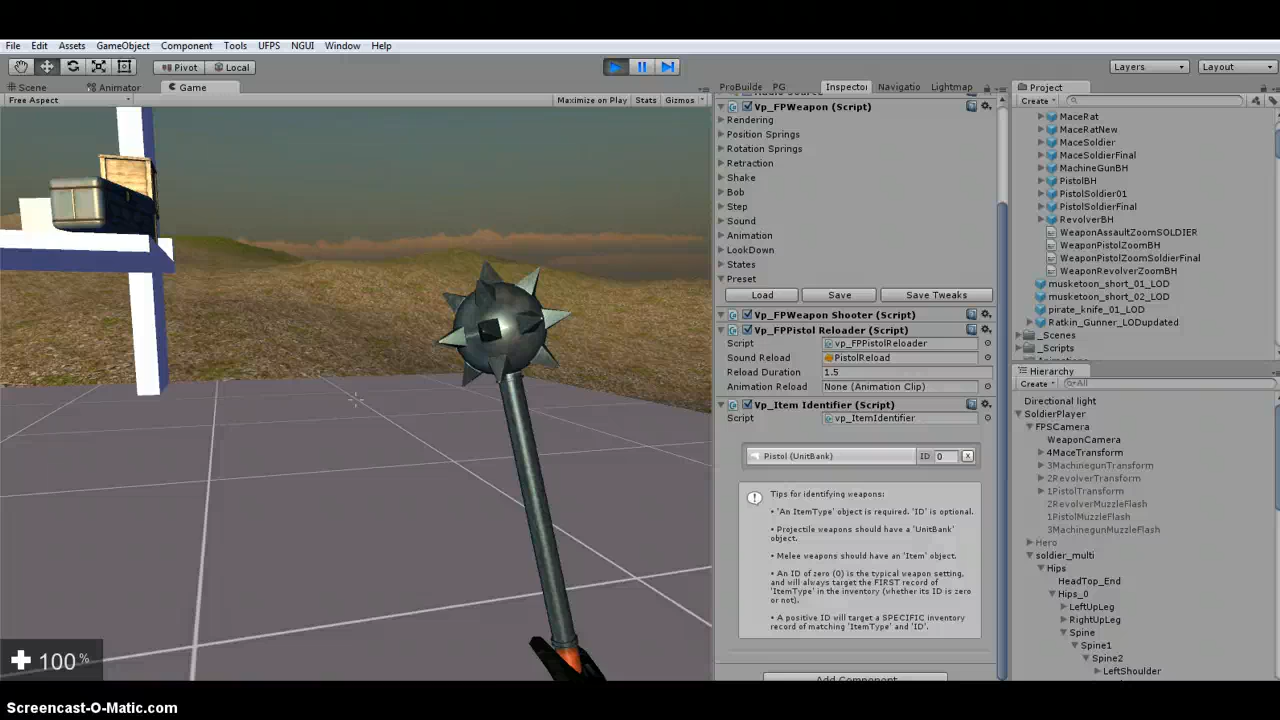 File Edit Assets GameObject Component Tools UFPS NGUI Window Help
Pivot Local Layers Layout
Scene Animator Game
Free Aspect Maximize on Play Stats Gizmos
ProBuilde PG Inspector Navigatio Lightmap
Vp_FPWeapon (Script)
Rendering
Position Springs
Rotation Springs
Retraction
Shake
Bob
Step
Sound
Animation
LookDown
States
Preset
Load Save Save Tweaks
Vp_FPWeapon Shooter (Script)
Vp_FPPistol Reloader (Script)
Script vp_FPPistolReloader
Sound Reload PistolReload
Reload Duration 1.5
Animation Reload None (Animation Clip)
Vp_Item Identifier (Script)
Script vp_ItemIdentifier
Pistol (UnitBank) ID 0 x
Tips for identifying weapons:
• 'An ItemType' object is required. 'ID' is optional.
• Projectile weapons should have a 'UnitBank'
object.
• Melee weapons should have an 'Item' object.
• An ID of zero (0) is the typical weapon setting,
and will always target the FIRST record of
'ItemType' in the inventory (whether its ID is zero
or not).
• A positive ID will target a SPECIFIC inventory
record of matching 'ItemType' and 'ID'.
Add Component
Project
Create
MaceRat
MaceRatNew
MaceSoldier
MaceSoldierFinal
MachineGunBH
PistolBH
PistolSoldier01
PistolSoldierFinal
RevolverBH
WeaponAssaultZoomSOLDIER
WeaponPistolZoomBH
WeaponPistolZoomSoldierFinal
WeaponRevolverZoomBH
musketoon_short_01_LOD
musketoon_short_02_LOD
pirate_knife_01_LOD
Ratkin_Gunner_LODupdated
_Scenes
_Scripts
Hierarchy
Create All
Directional light
SoldierPlayer
FPSCamera
WeaponCamera
4MaceTransform
3MachinegunTransform
2RevolverTransform
1PistolTransform
2RevolverMuzzleFlash
1PistolMuzzleFlash
3MachinegunMuzzleFlash
Hero
soldier_multi
Hips
HeadTop_End
Hips_0
LeftUpLeg
RightUpLeg
Spine
Spine1
Spine2
LeftShoulder
100%
Screencast-O-Matic.com